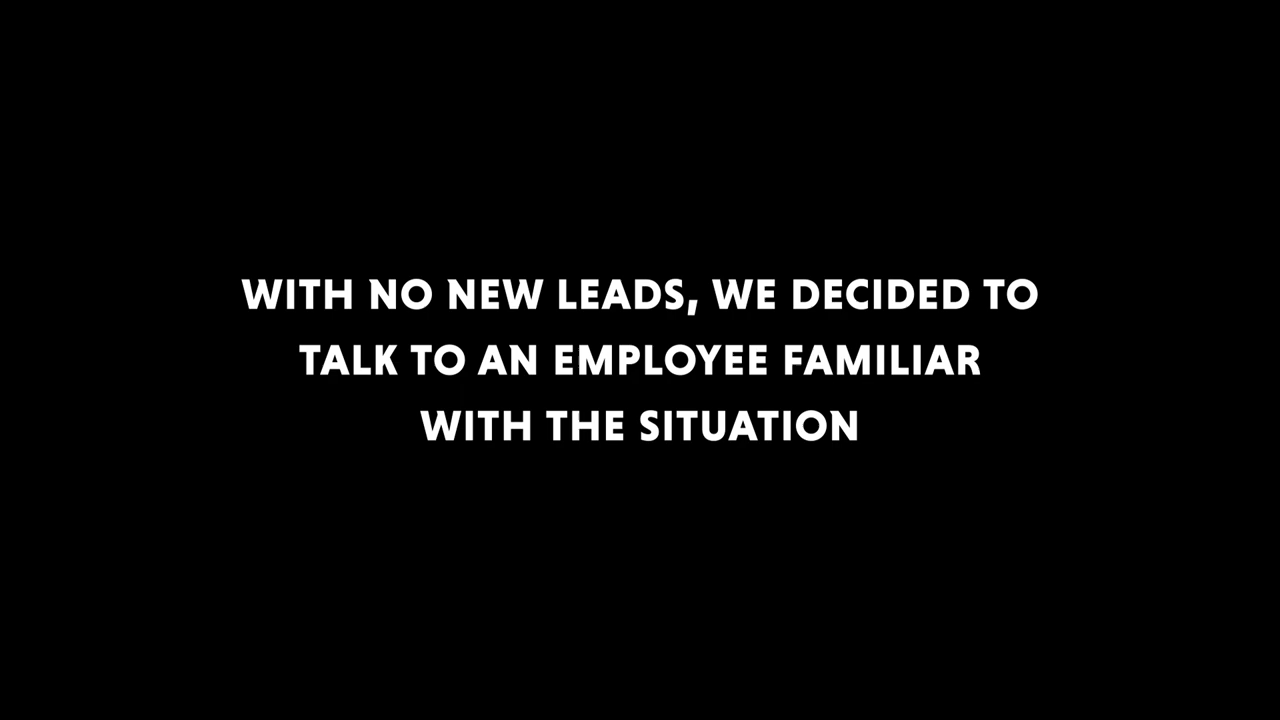 WITH NO NEW LEADS, WE DECIDED TO
TALK TO AN EMPLOYEE FAMILIAR
WITH THE SITUATION